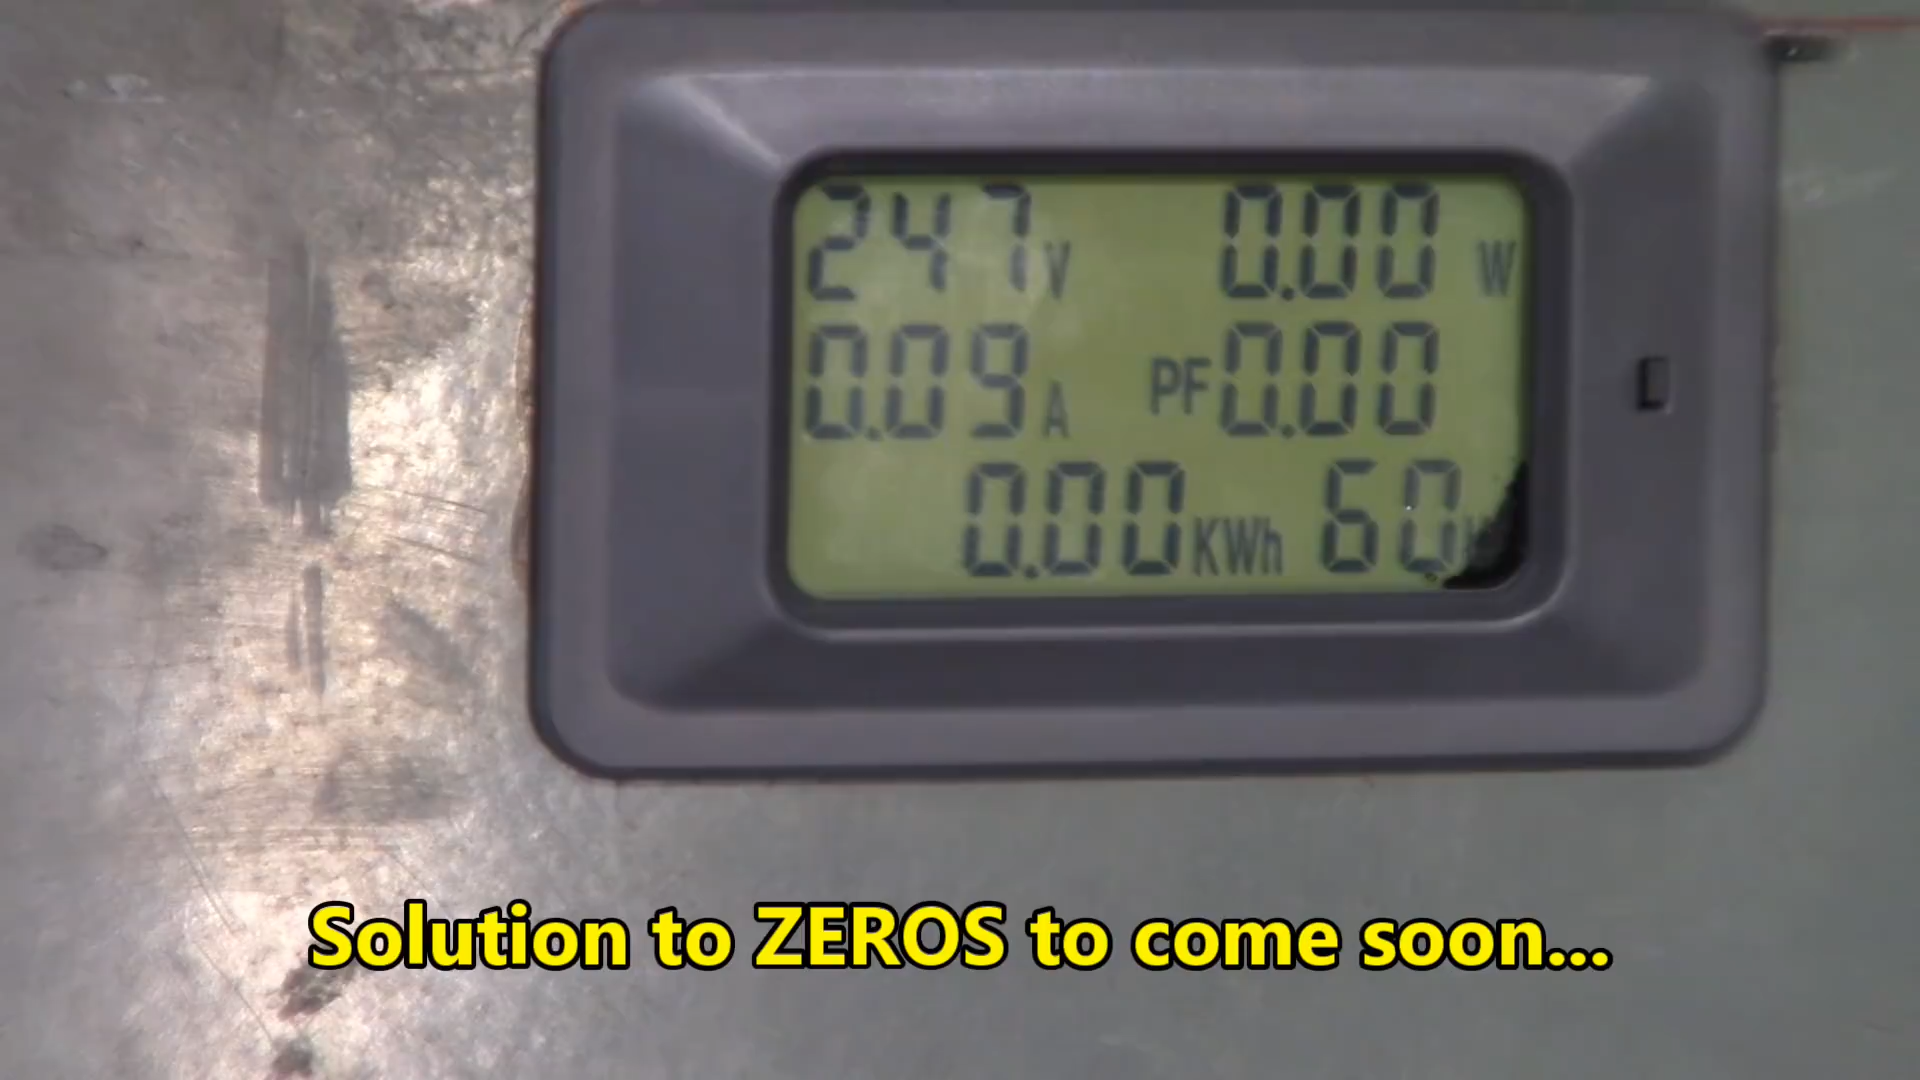 247 V 0.00 W
0.09 A PF 0.00
0.00 KWh 60
Solution to ZEROS to come soon...